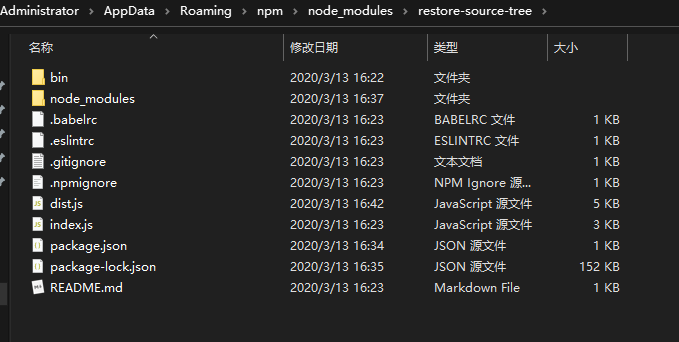 Administrator > AppData > Roaming > npm > node_modules > restore-source-tree >
名称 修改日期 类型 大小
bin 2020/3/13 16:22 文件夹
node_modules 2020/3/13 16:37 文件夹
.babelrc 2020/3/13 16:23 BABELRC 文件 1 KB
.eslintrc 2020/3/13 16:23 ESLINTRC 文件 1 KB
.gitignore 2020/3/13 16:23 文本文档 1 KB
.npmignore 2020/3/13 16:23 NPM Ignore 源... 1 KB
dist.js 2020/3/13 16:42 JavaScript 源文件 5 KB
index.js 2020/3/13 16:23 JavaScript 源文件 3 KB
package.json 2020/3/13 16:34 JSON 源文件 1 KB
package-lock.json 2020/3/13 16:35 JSON 源文件 152 KB
README.md 2020/3/13 16:23 Markdown File 1 KB